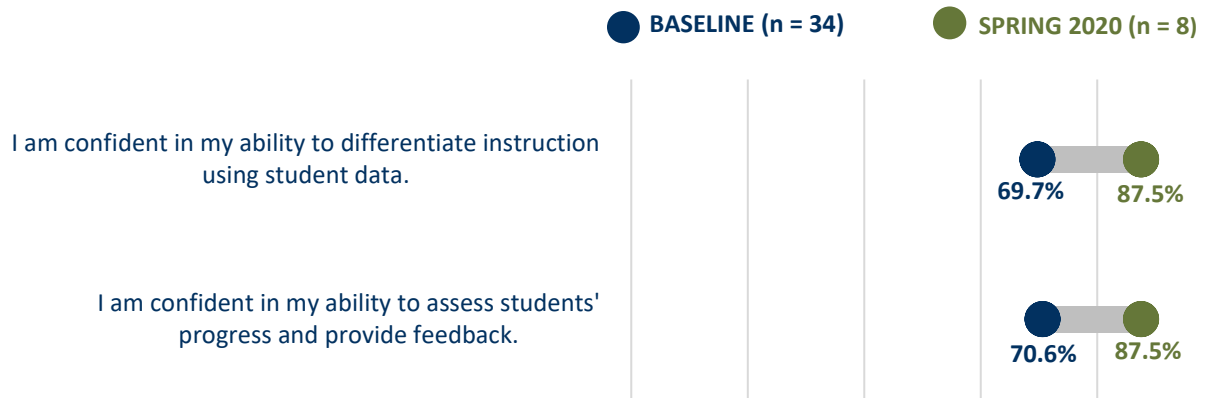 BASELINE (n = 34)
SPRING 2020 (n = 8)
I am confident in my ability to differentiate instruction
using student data.
69.7%
87.5%
I am confident in my ability to assess students'
progress and provide feedback.
70.6%
87.5%